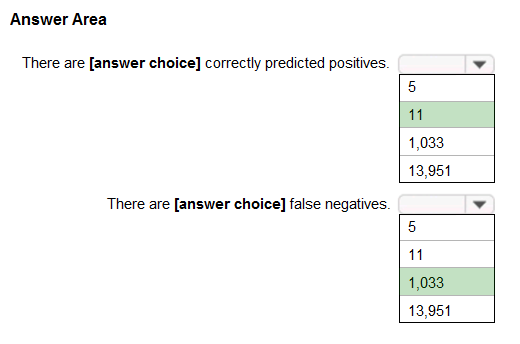 Answer Area
There are [answer choice] correctly predicted positives.
5
11
1,033
13,951
There are [answer choice] false negatives.
5
11
1,033
13,951